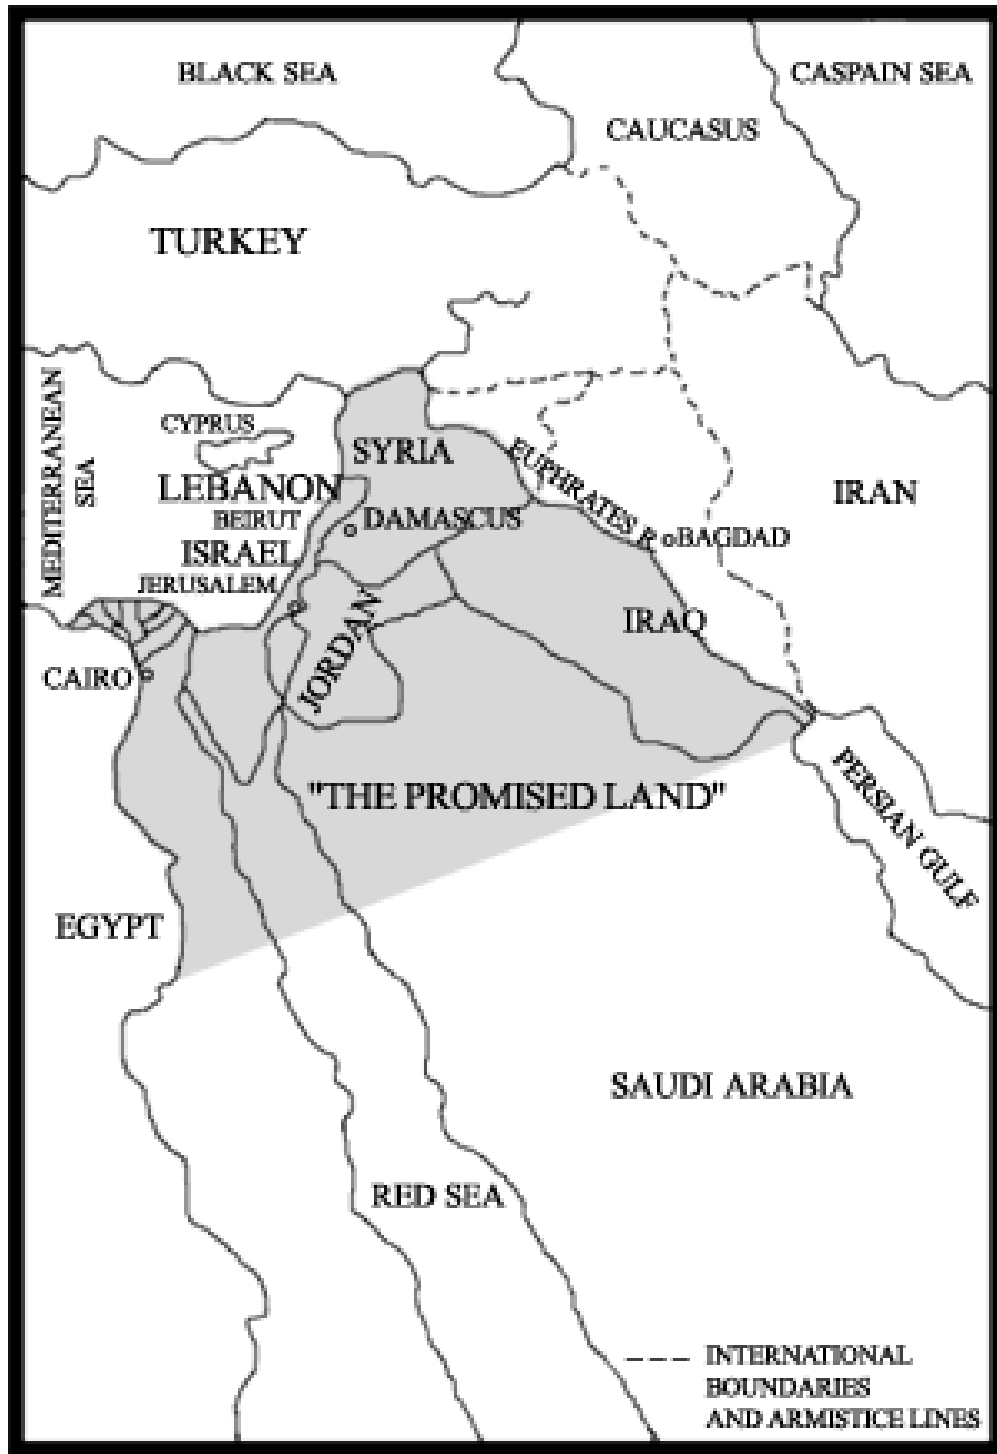 BLACK SEA
CASPAIN SEA
CAUCASUS
TURKEY
MEDITERRANEAN
SEA
CYPRUS
SYRIA
LEBANON
EUPHRATES R
IRAN
BEIRUT
DAMASCUS
BAGDAD
ISRAEL
JERUSALEM
JORDAN
IRAQ
CAIRO
"THE PROMISED LAND"
PERSIAN GULF
EGYPT
SAUDI ARABIA
RED SEA
INTERNATIONAL
BOUNDARIES
AND ARMISTICE LINES